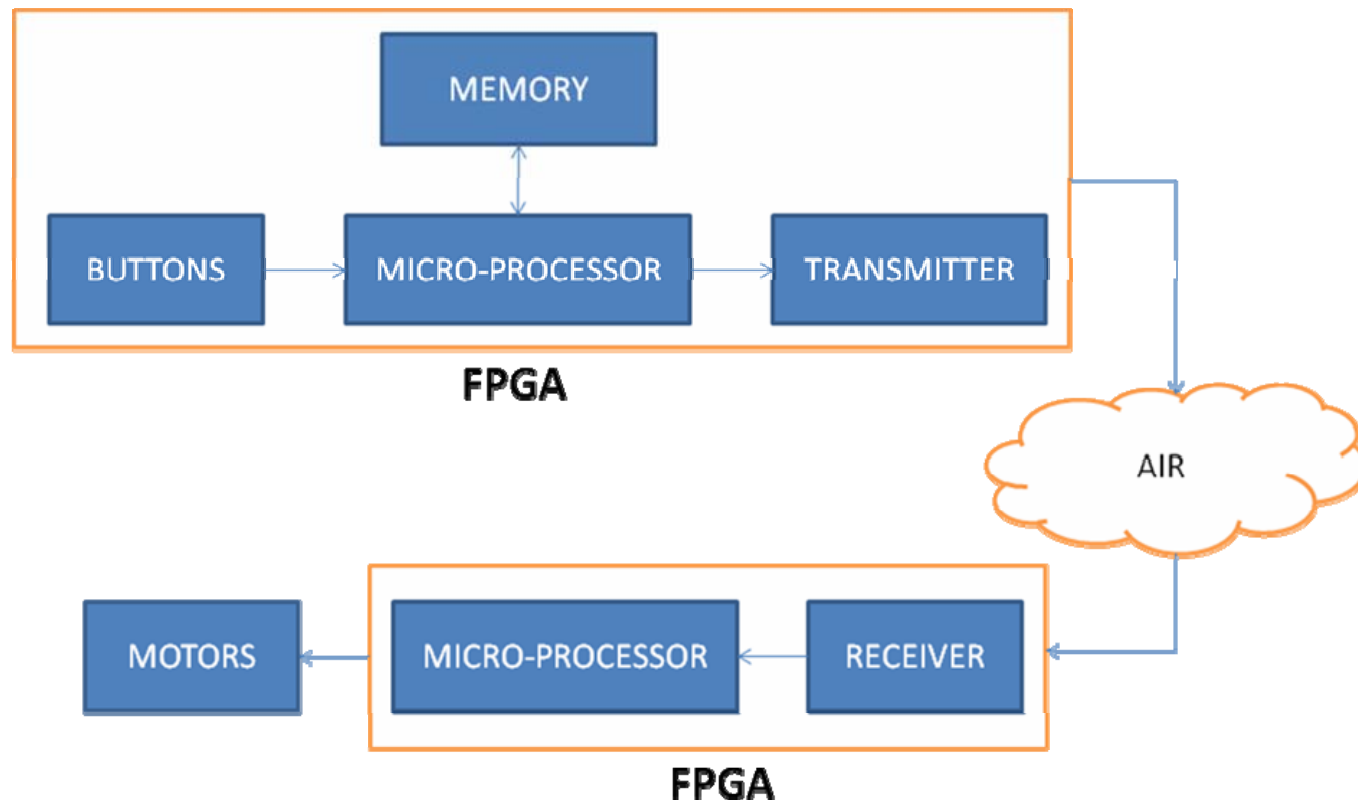 MEMORY
BUTTONS
MICRO-PROCESSOR
TRANSMITTER
FPGA
AIR
MOTORS
MICRO-PROCESSOR
RECEIVER
FPGA